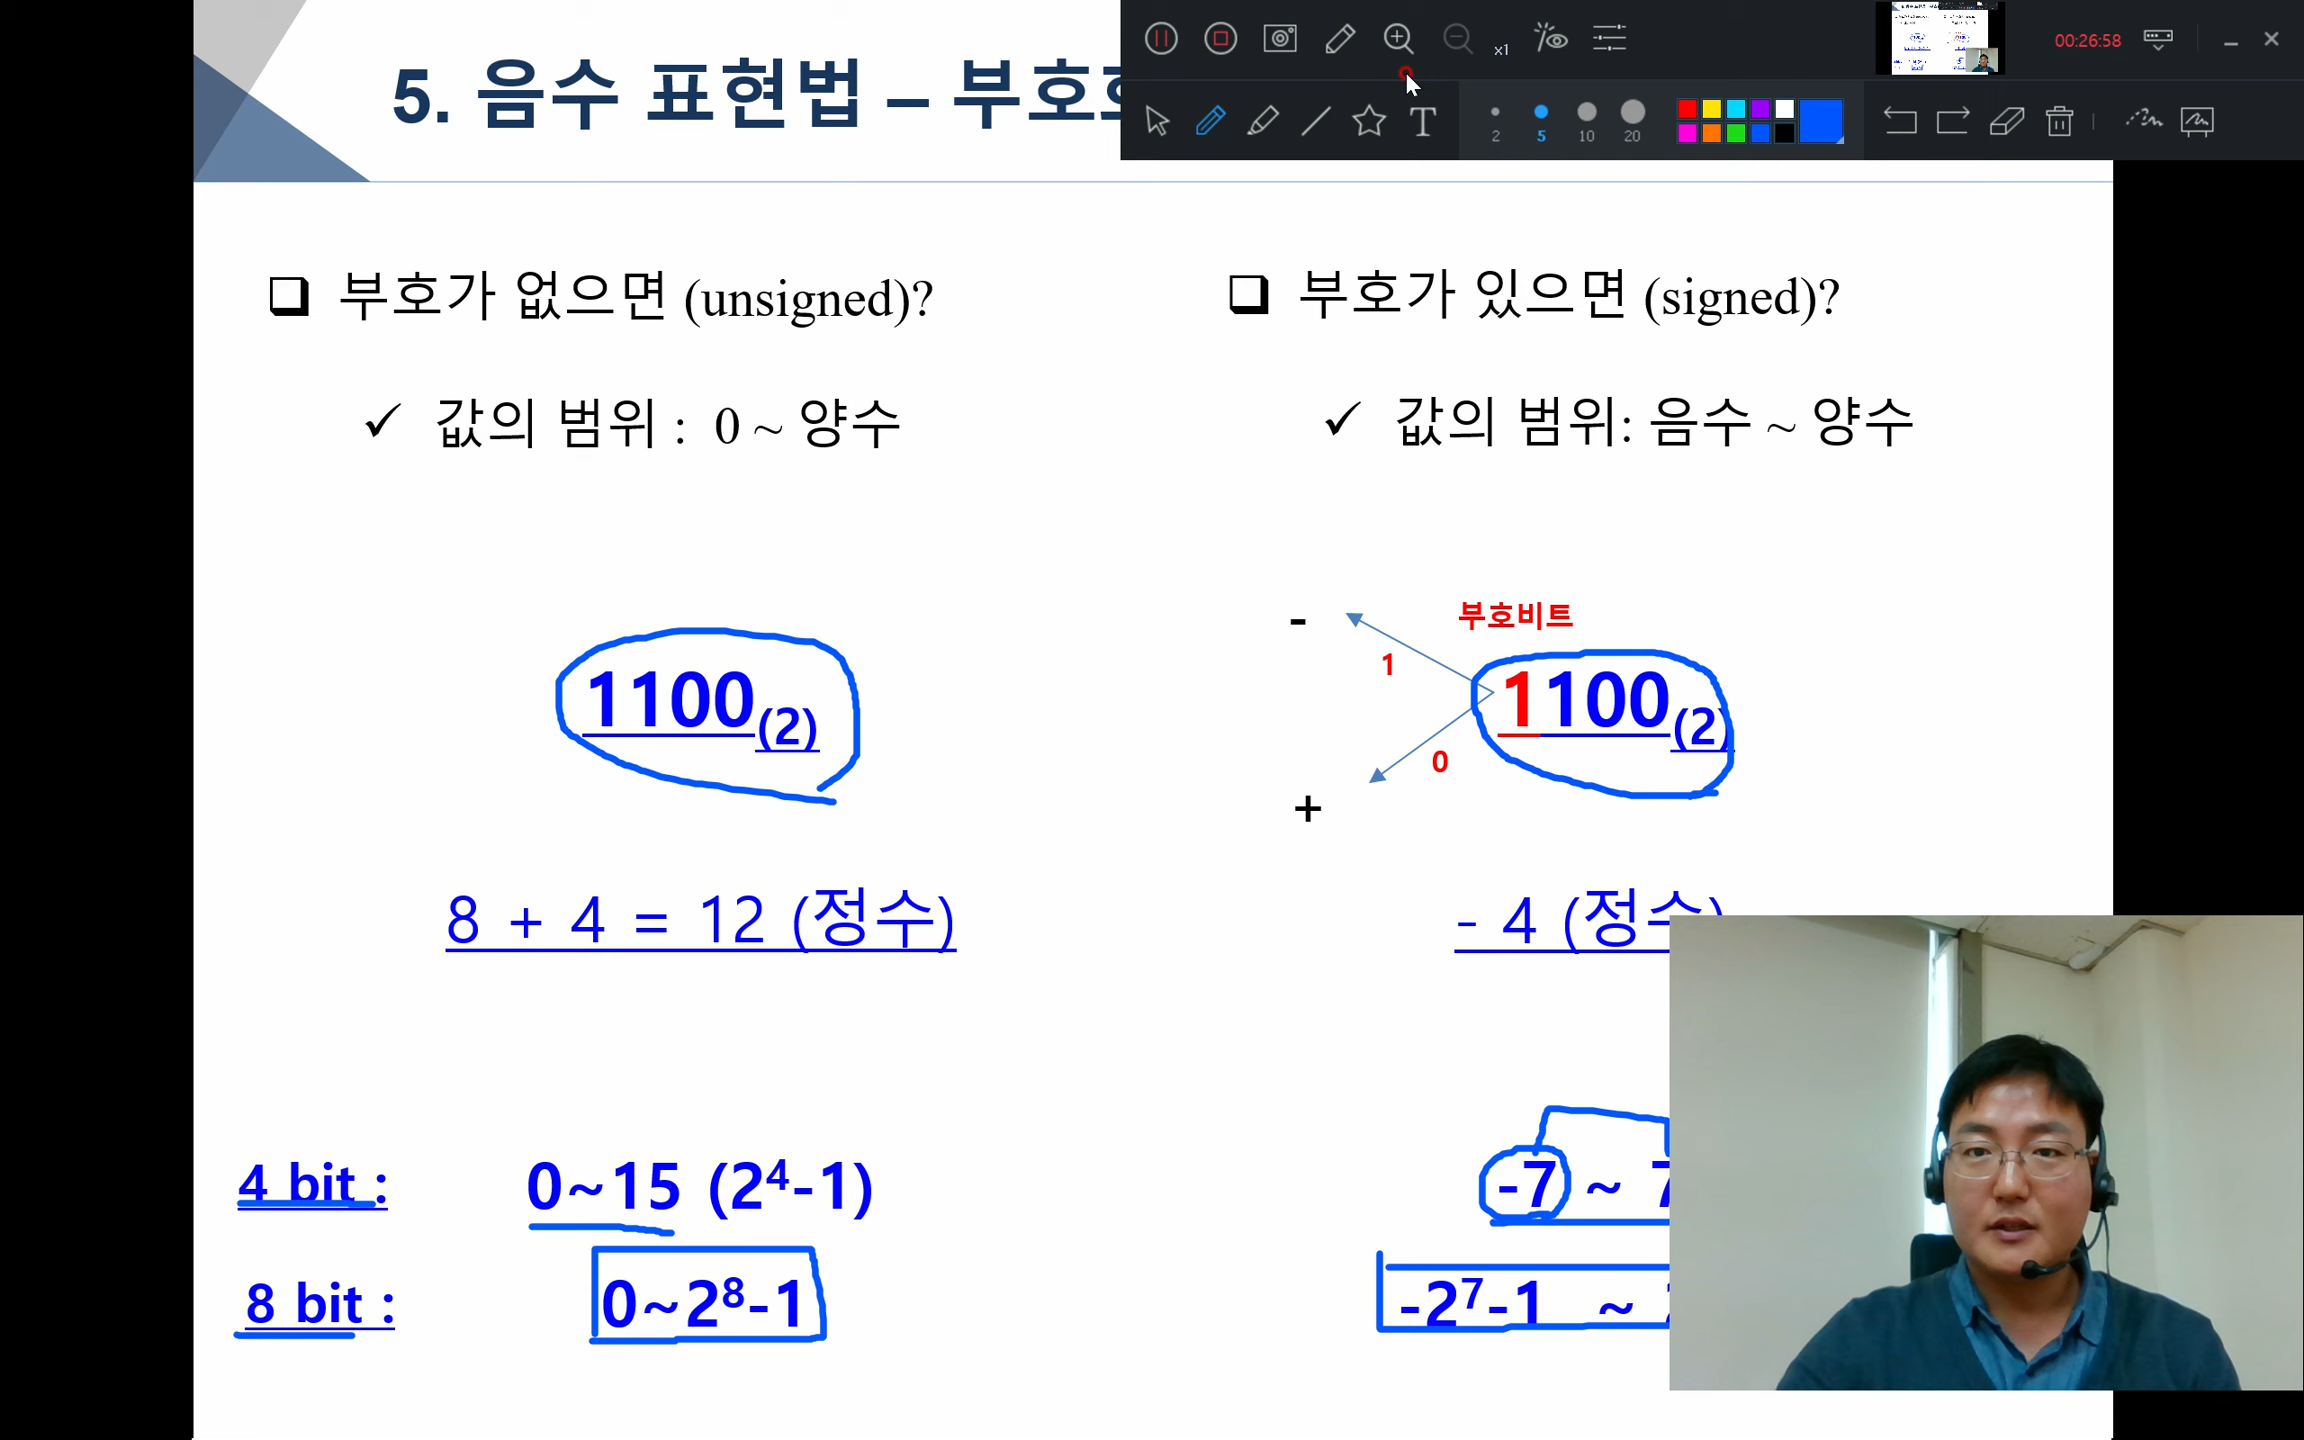 5. 음수 표현법 – 부호
x1
00:26:58
2 5 10 20
부호가 없으면 (unsigned)?
값의 범위 : 0 ~ 양수
1100(2)
8 + 4 = 12 (정수)
4 bit : 0~15 (2⁴-1)
8 bit : 0~2⁸-1
부호가 있으면 (signed)?
값의 범위: 음수 ~ 양수
부호비트
- 1
1100(2)
0
+
- 4 (정수)
-7 ~ 7
-2⁷-1 ~